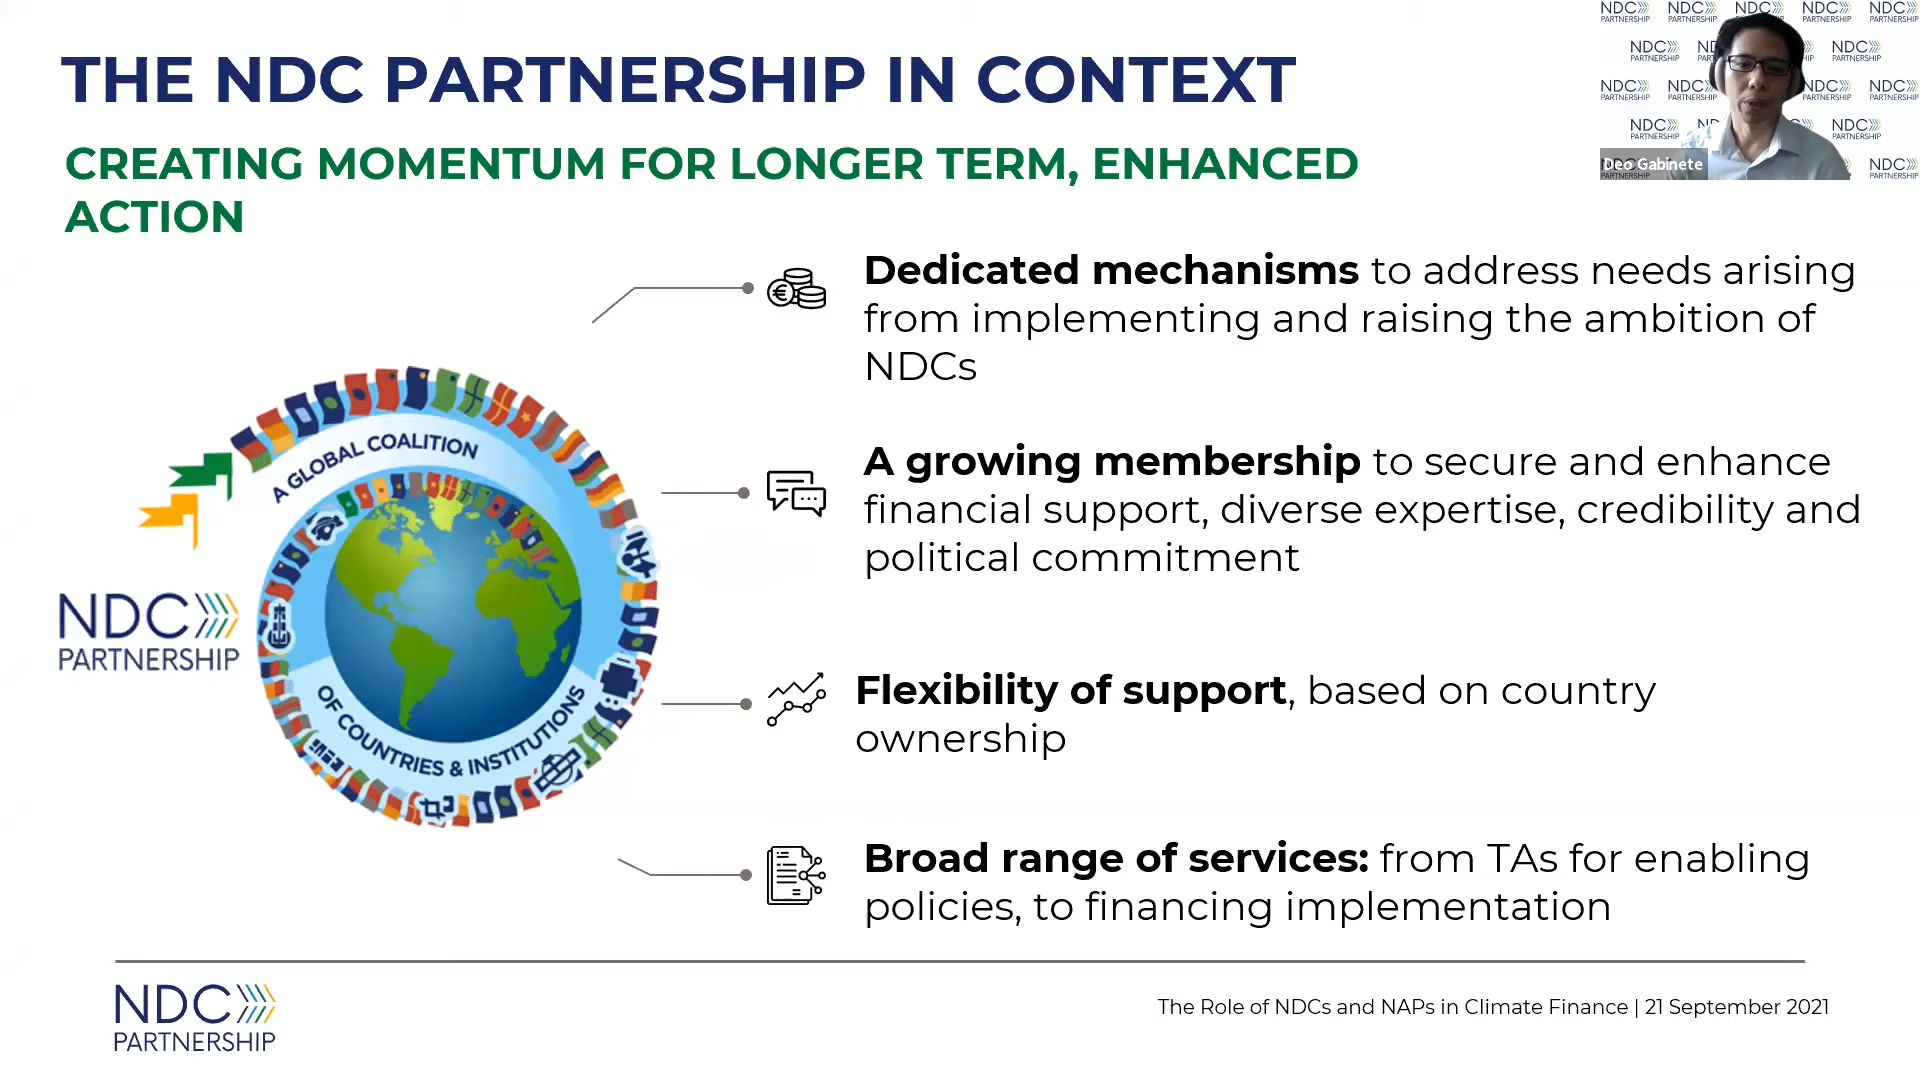 THE NDC PARTNERSHIP IN CONTEXT
CREATING MOMENTUM FOR LONGER TERM, ENHANCED
ACTION
NDC
PARTNERSHIP
Deo Gabinete
Dedicated mechanisms to address needs arising
from implementing and raising the ambition of
NDCs
A GLOBAL COALITION
OF COUNTRIES & INSTITUTIONS
NDC
PARTNERSHIP
A growing membership to secure and enhance
financial support, diverse expertise, credibility and
political commitment
Flexibility of support, based on country
ownership
Broad range of services: from TAs for enabling
policies, to financing implementation
NDC
PARTNERSHIP
The Role of NDCs and NAPs in Climate Finance | 21 September 2021